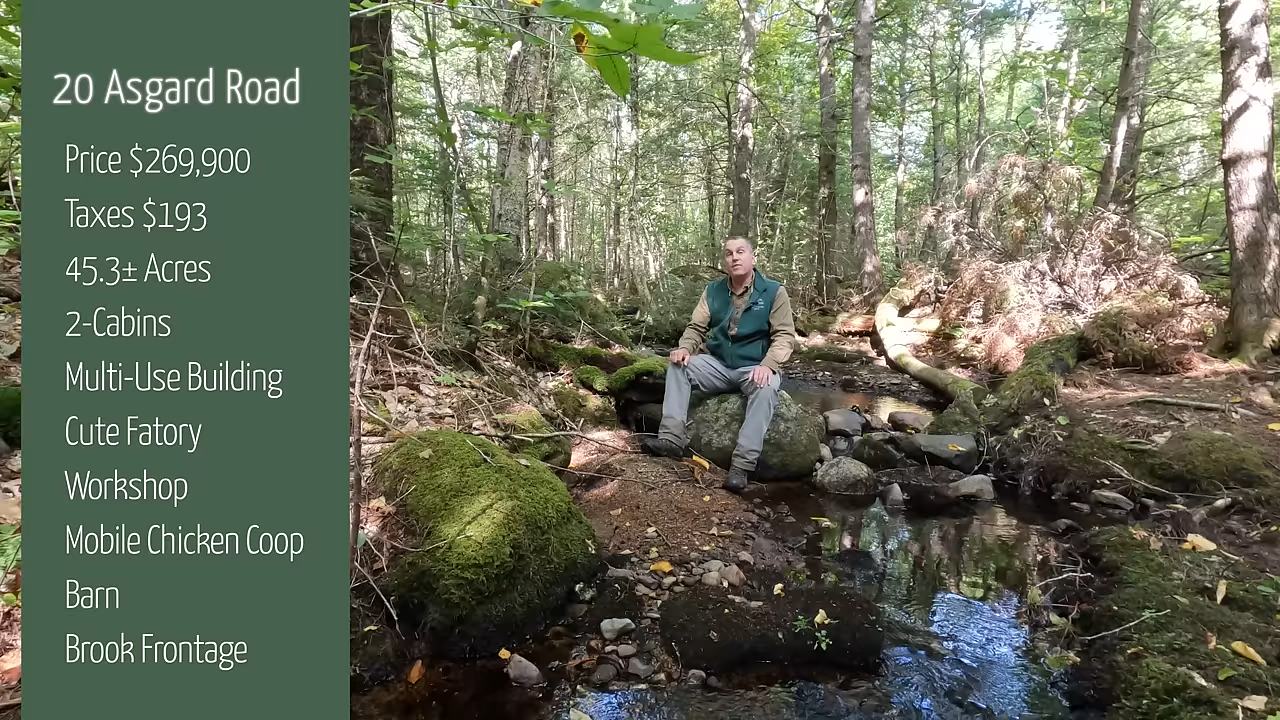 20 Asgard Road
Price $269,900
Taxes $193
45.3± Acres
2-Cabins
Multi-Use Building
Cute Fatory
Workshop
Mobile Chicken Coop
Barn
Brook Frontage